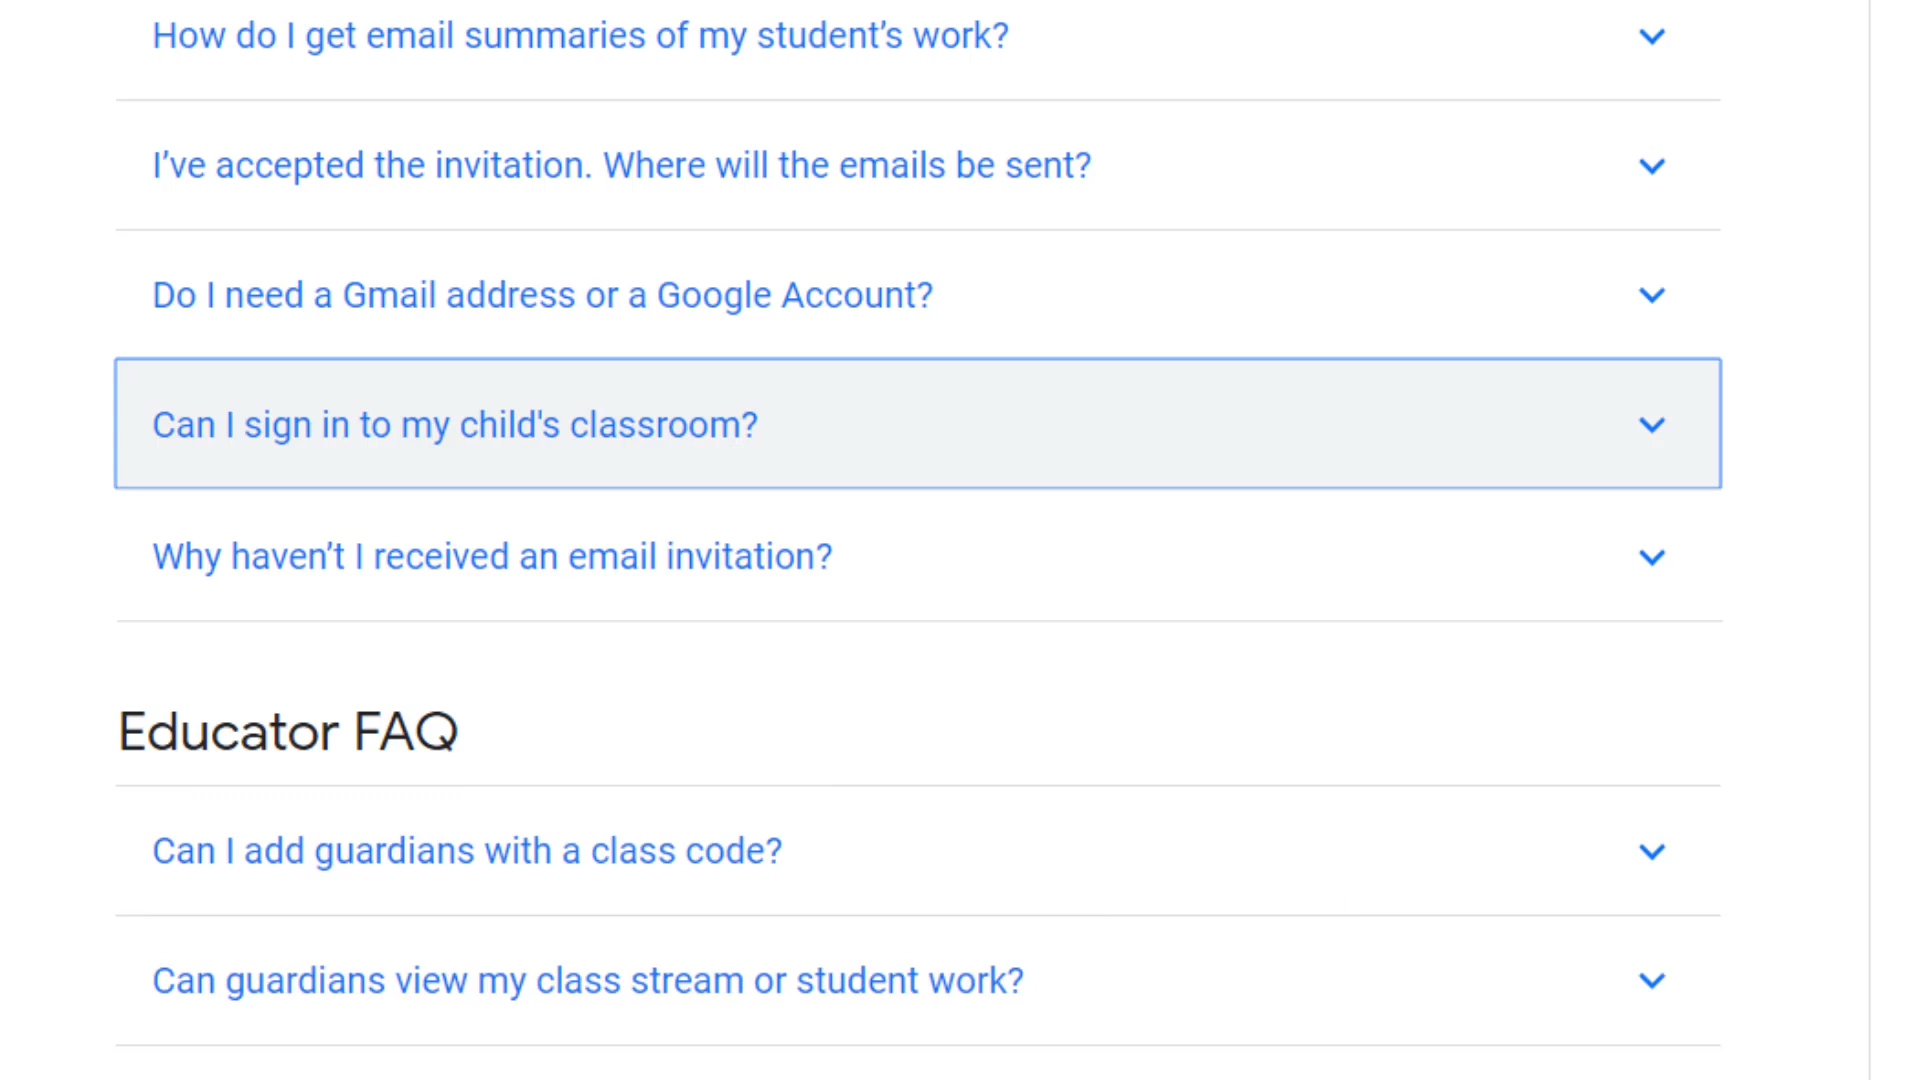 How do I get email summaries of my student’s work?
I’ve accepted the invitation. Where will the emails be sent?
Do I need a Gmail address or a Google Account?
Can I sign in to my child's classroom?
Why haven’t I received an email invitation?
Educator FAQ
Can I add guardians with a class code?
Can guardians view my class stream or student work?